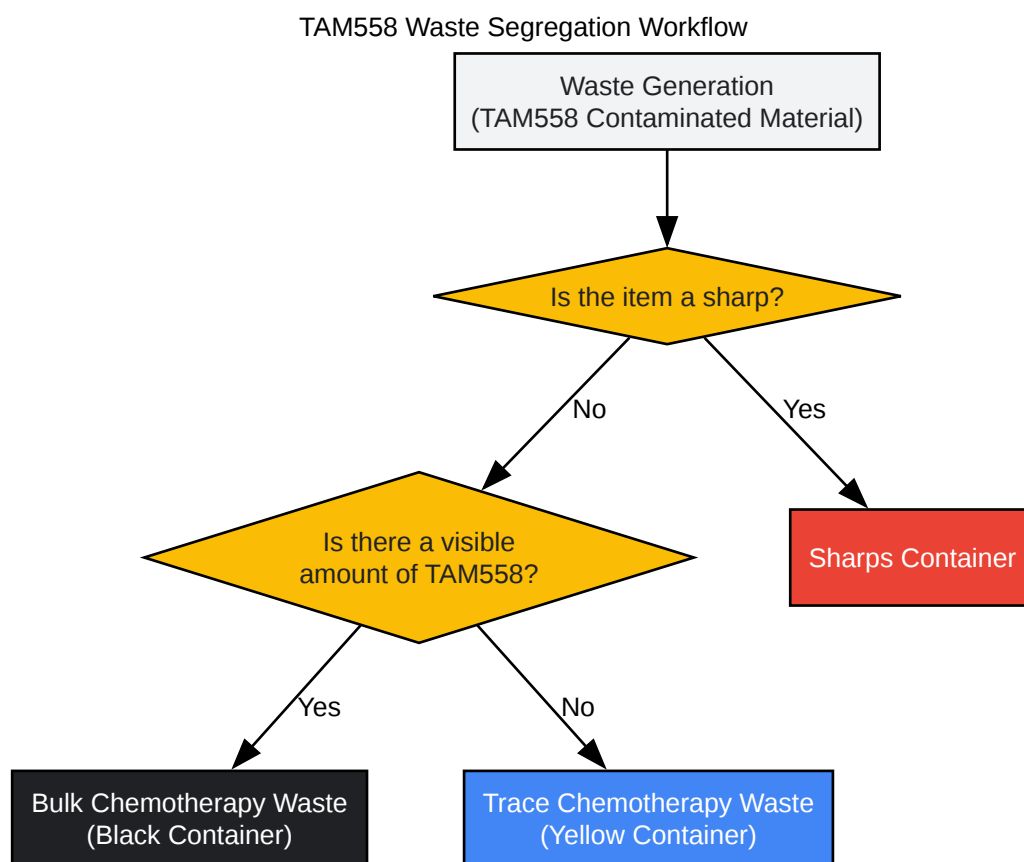 TAM558 Waste Segregation Workflow
Waste Generation
(TAM558 Contaminated Material)
Is the item a sharp?
No
Yes
Is there a visible
amount of TAM558?
Sharps Container
Yes
No
Bulk Chemotherapy Waste
(Black Container)
Trace Chemotherapy Waste
(Yellow Container)